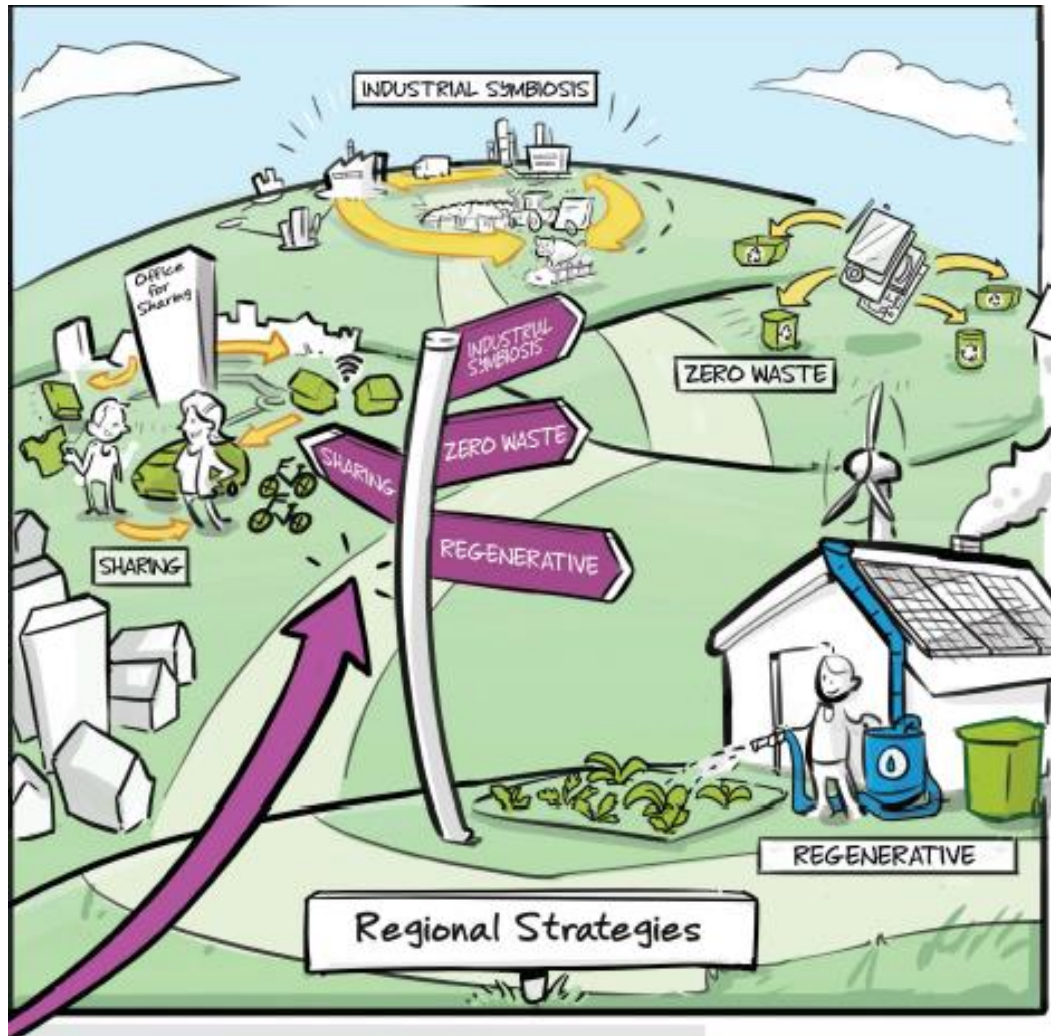 INDUSTRIAL SYMBIOSIS
Office
for
Sharing
INDUSTRIAL
SYMBIOSIS
ZERO WASTE
ZERO WASTE
SHARING
REGENERATIVE
SHARING
REGENERATIVE
Regional Strategies